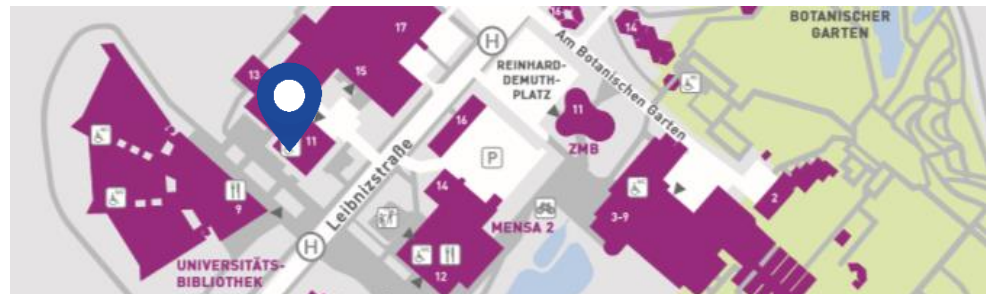 17
16
14
BOTANISCHER
GARTEN
H
Am Botanischen Garten
REINHARD-
DEMUTH-
PLATZ
13
15
11
11
16
ZMB
P
Leibnizstraße
14
2
9
3-9
MENSA 2
H
UNIVERSITÄTS-
BIBLIOTHEK
12